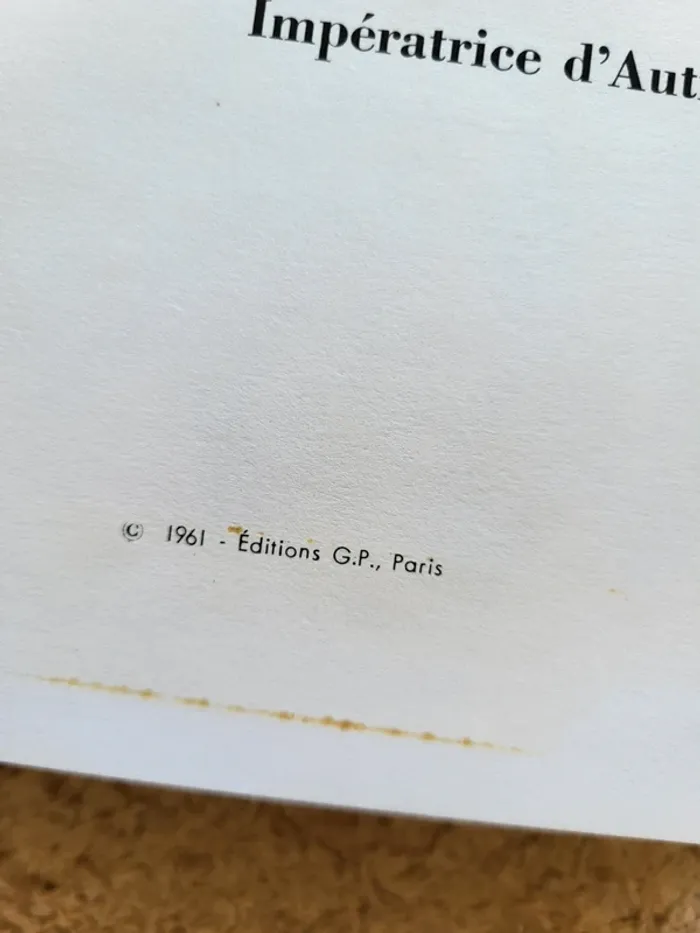 Impératrice d'Aut
© 1961 - Éditions G.P., Paris